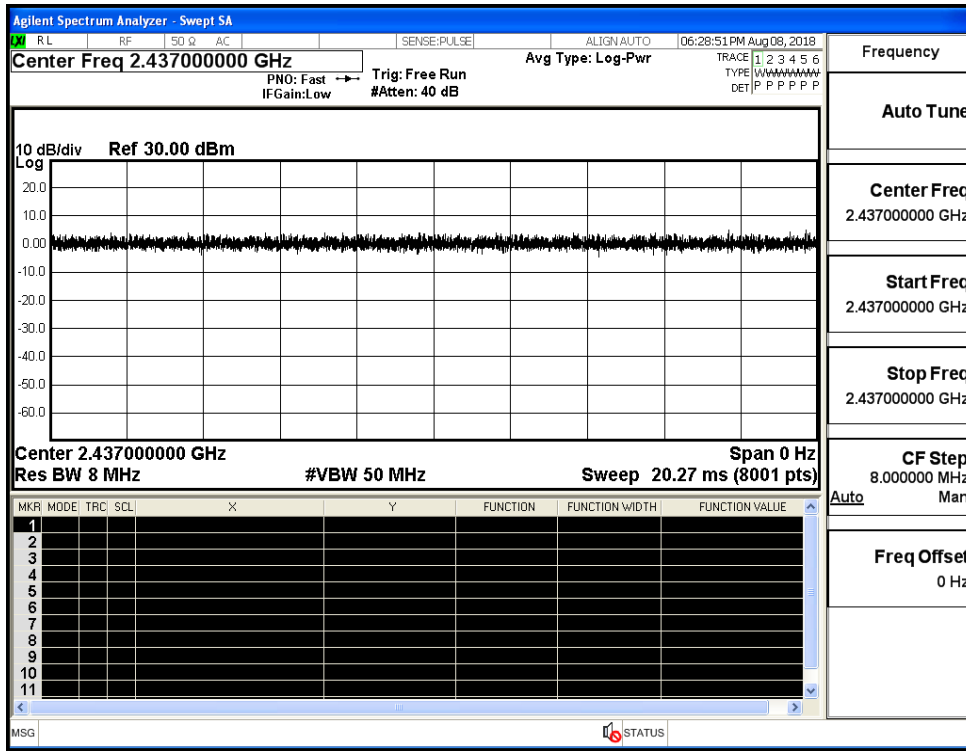 Agilent Spectrum Analyzer - Swept SA
LXI RL RF 50 Ω AC SENSE:PULSE ALIGN AUTO 06:28:51 PM Aug 08, 2018
Center Freq 2.437000000 GHz
PNO: Fast
IFGain:Low
Trig: Free Run
#Atten: 40 dB
Avg Type: Log-Pwr
TRACE 1 2 3 4 5 6
TYPE
DET P P P P P P
10 dB/div Ref 30.00 dBm
Log
20.0
10.0
0.00
-10.0
-20.0
-30.0
-40.0
-50.0
-60.0
Center 2.437000000 GHz Span 0 Hz
Res BW 8 MHz #VBW 50 MHz Sweep 20.27 ms (8001 pts)
MKR MODE TRC SCL X Y FUNCTION FUNCTION WIDTH FUNCTION VALUE
1
2
3
4
5
6
7
8
9
10
11
MSG STATUS
Frequency
Auto Tune
Center Freq
2.437000000 GHz
Start Freq
2.437000000 GHz
Stop Freq
2.437000000 GHz
CF Step
8.000000 MHz
Auto Man
Freq Offset
0 Hz